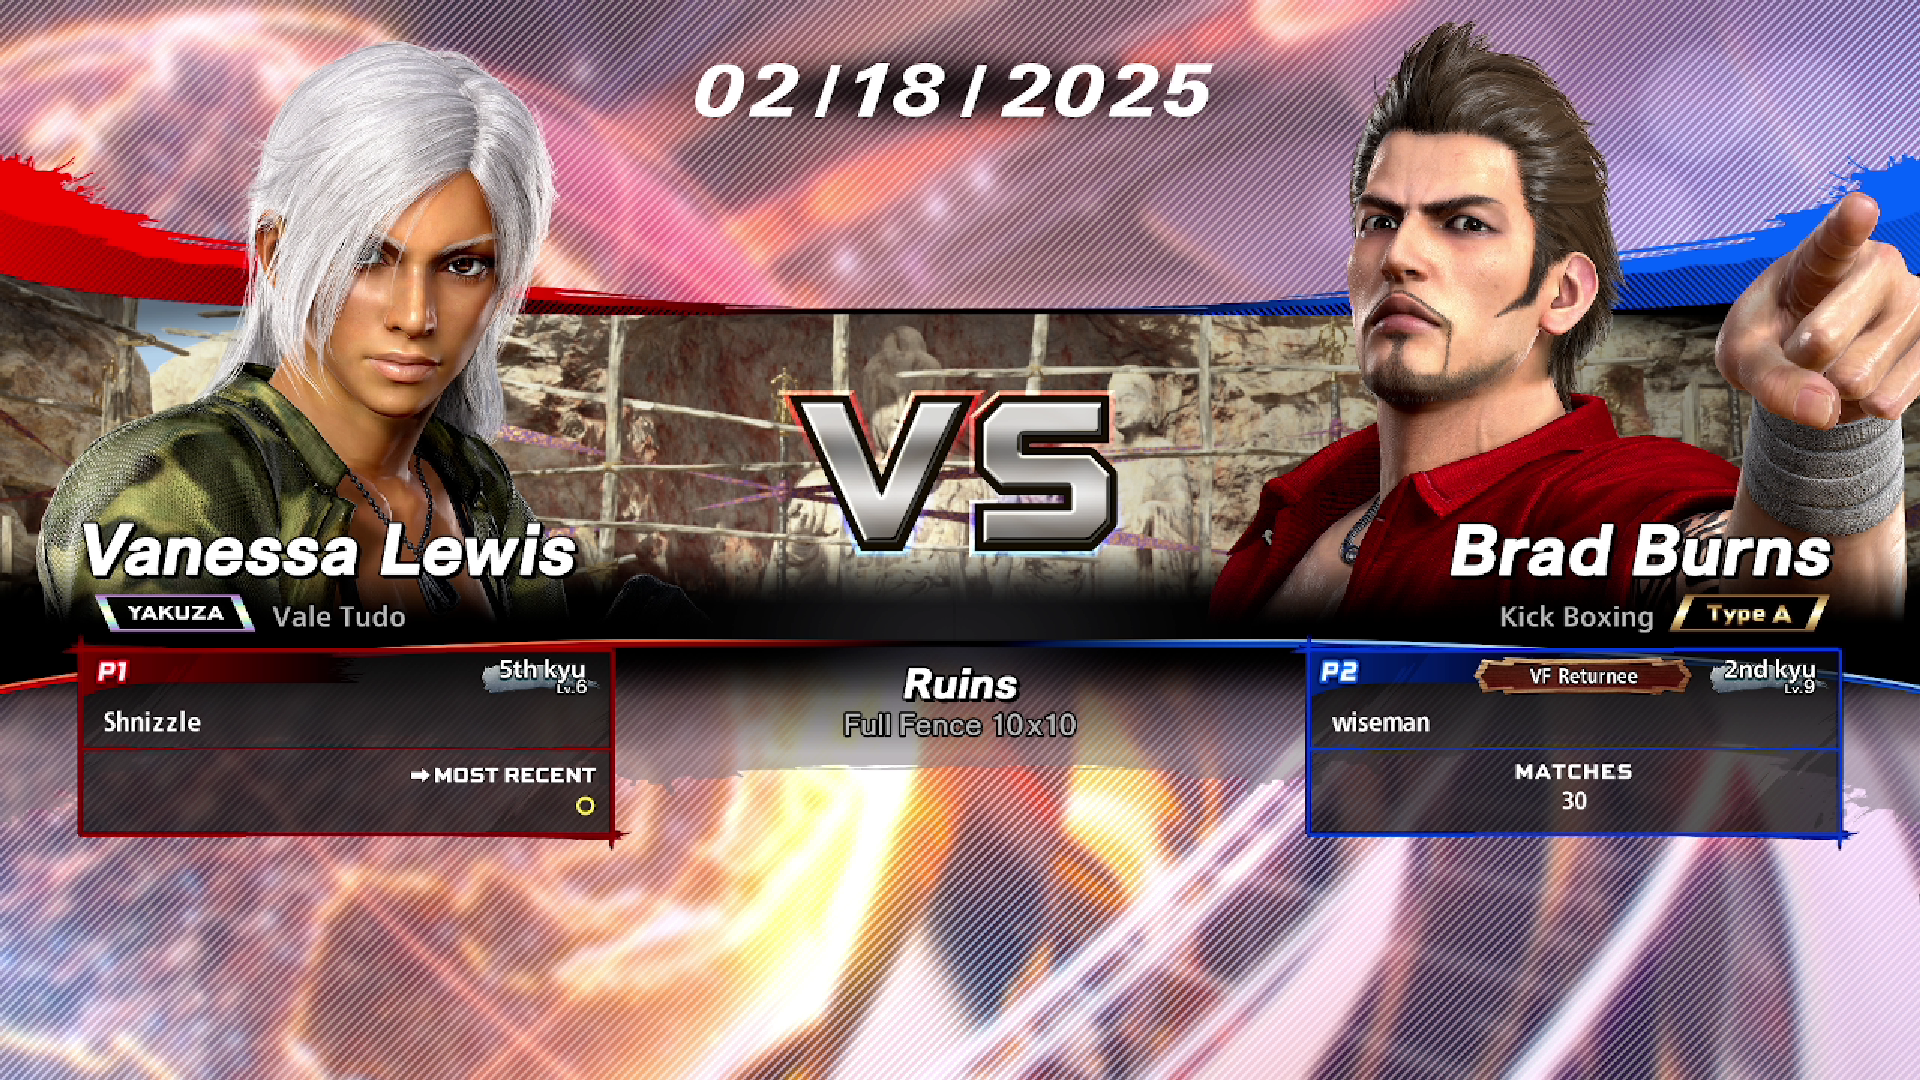 02/18/2025
VS
Vanessa Lewis
YAKUZA Vale Tudo
Brad Burns
Kick Boxing Type A
P1 5th kyu
Lv.6
Shnizzle
➡MOST RECENT
O
Ruins
Full Fence 10x10
P2 VF Returnee 2nd kyu
Lv.9
wiseman
MATCHES
30